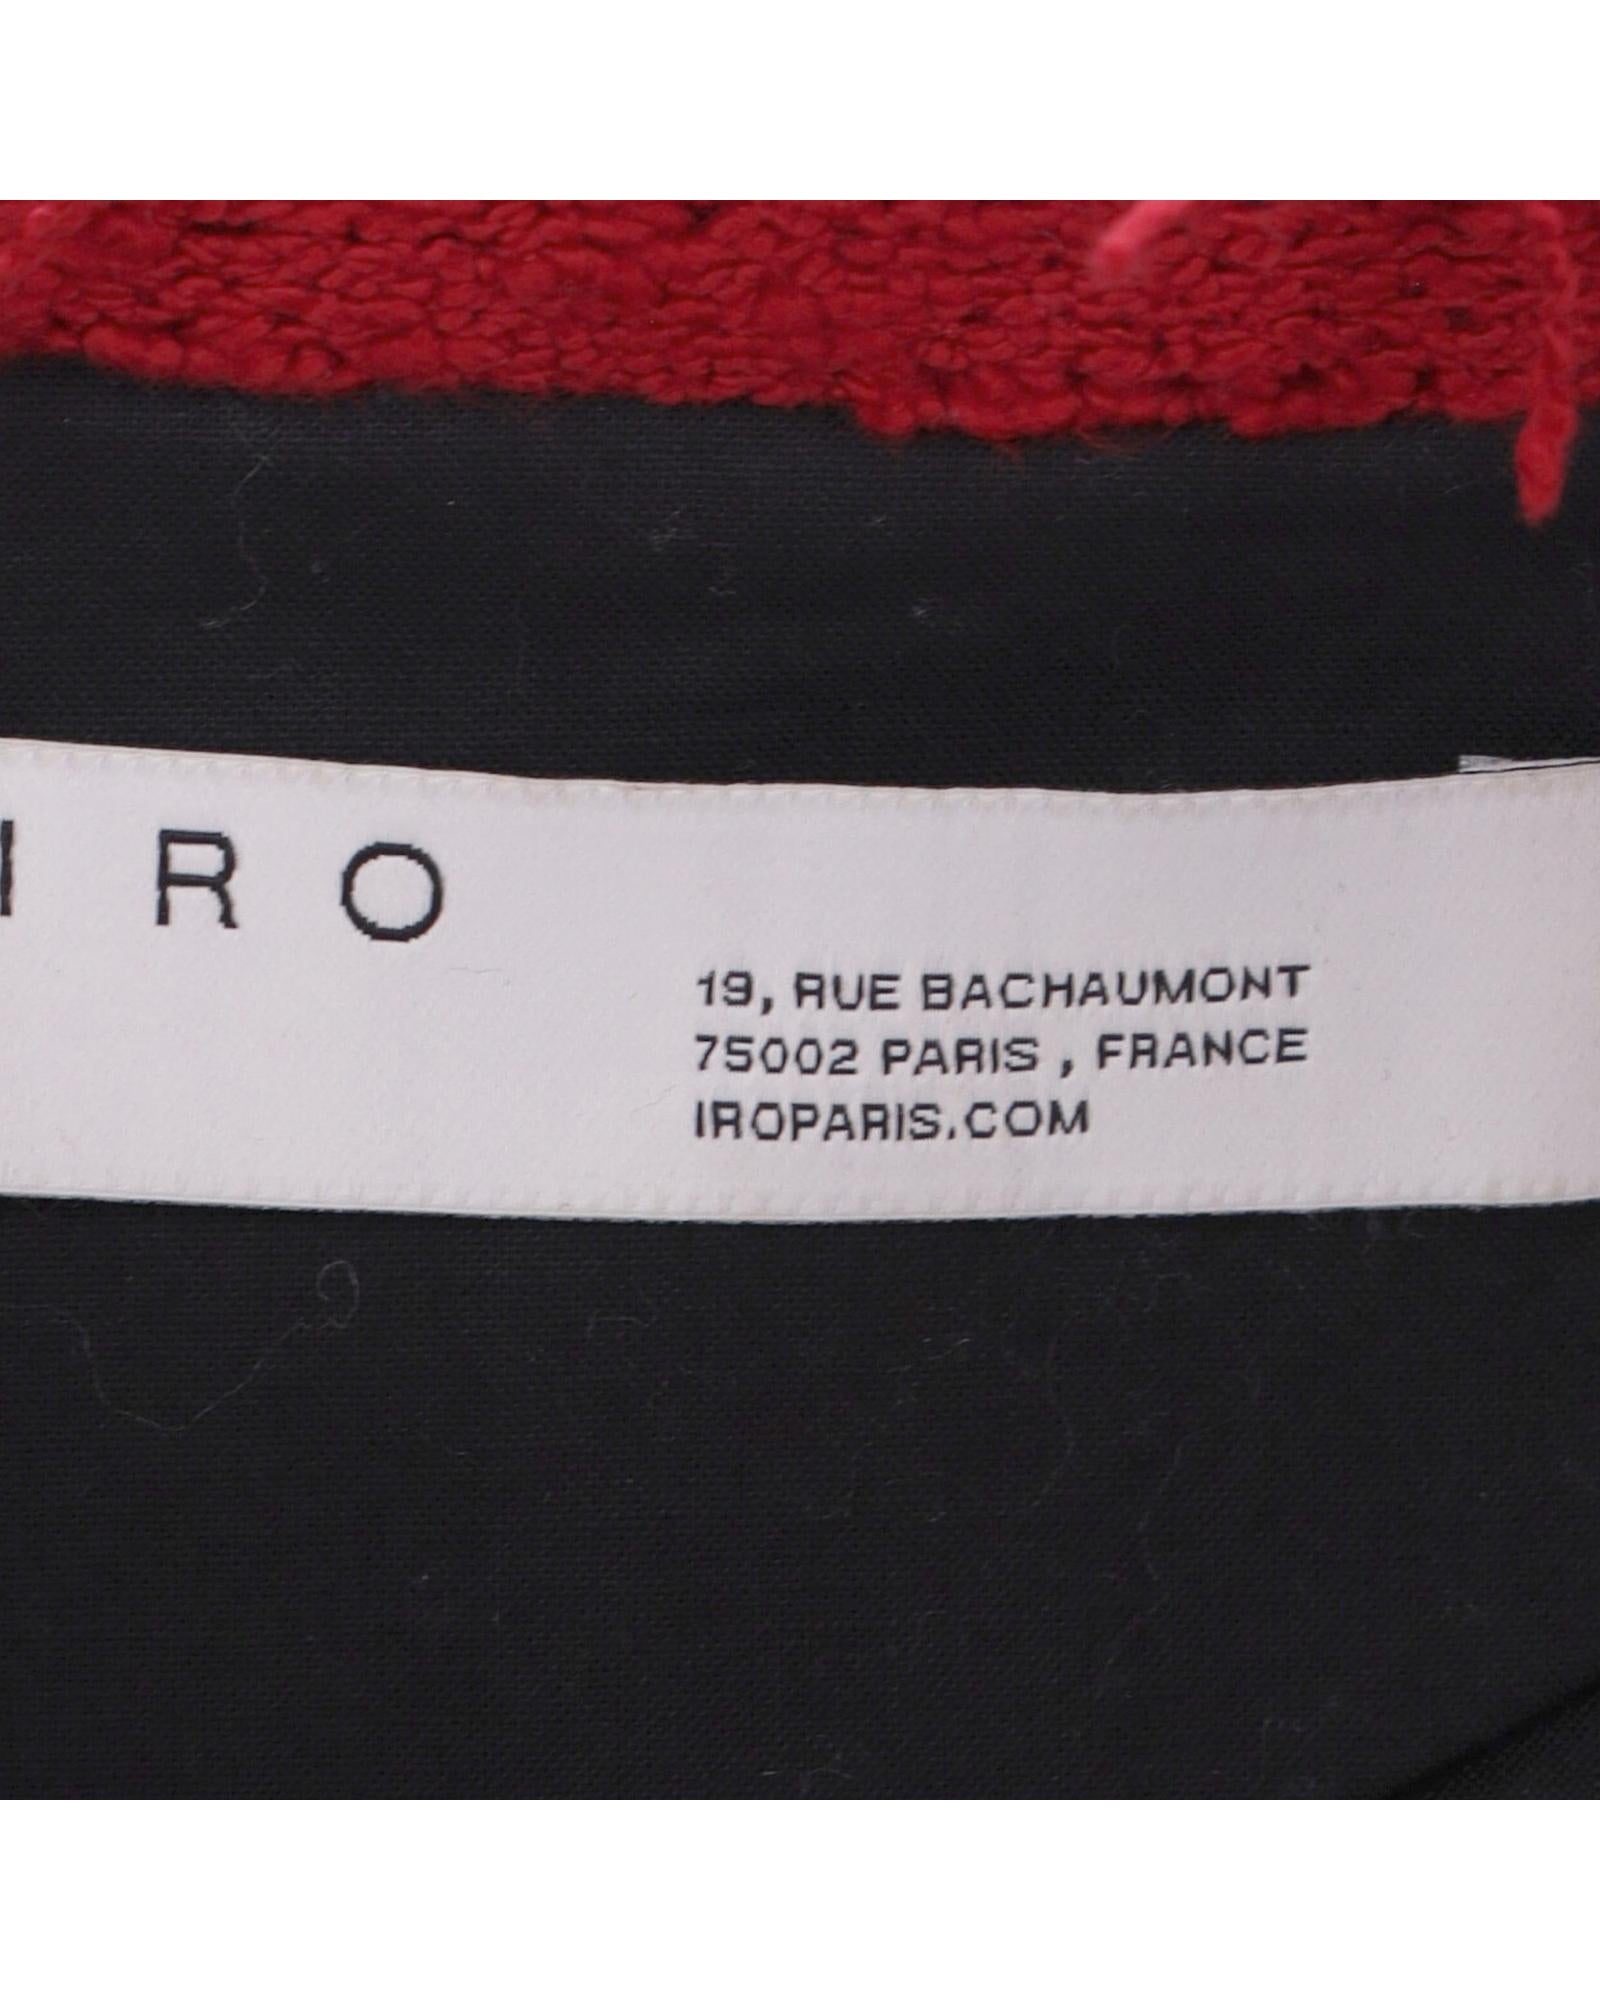 IRO
19, RUE BACHAUMONT
75002 PARIS , FRANCE
IROPARIS.COM